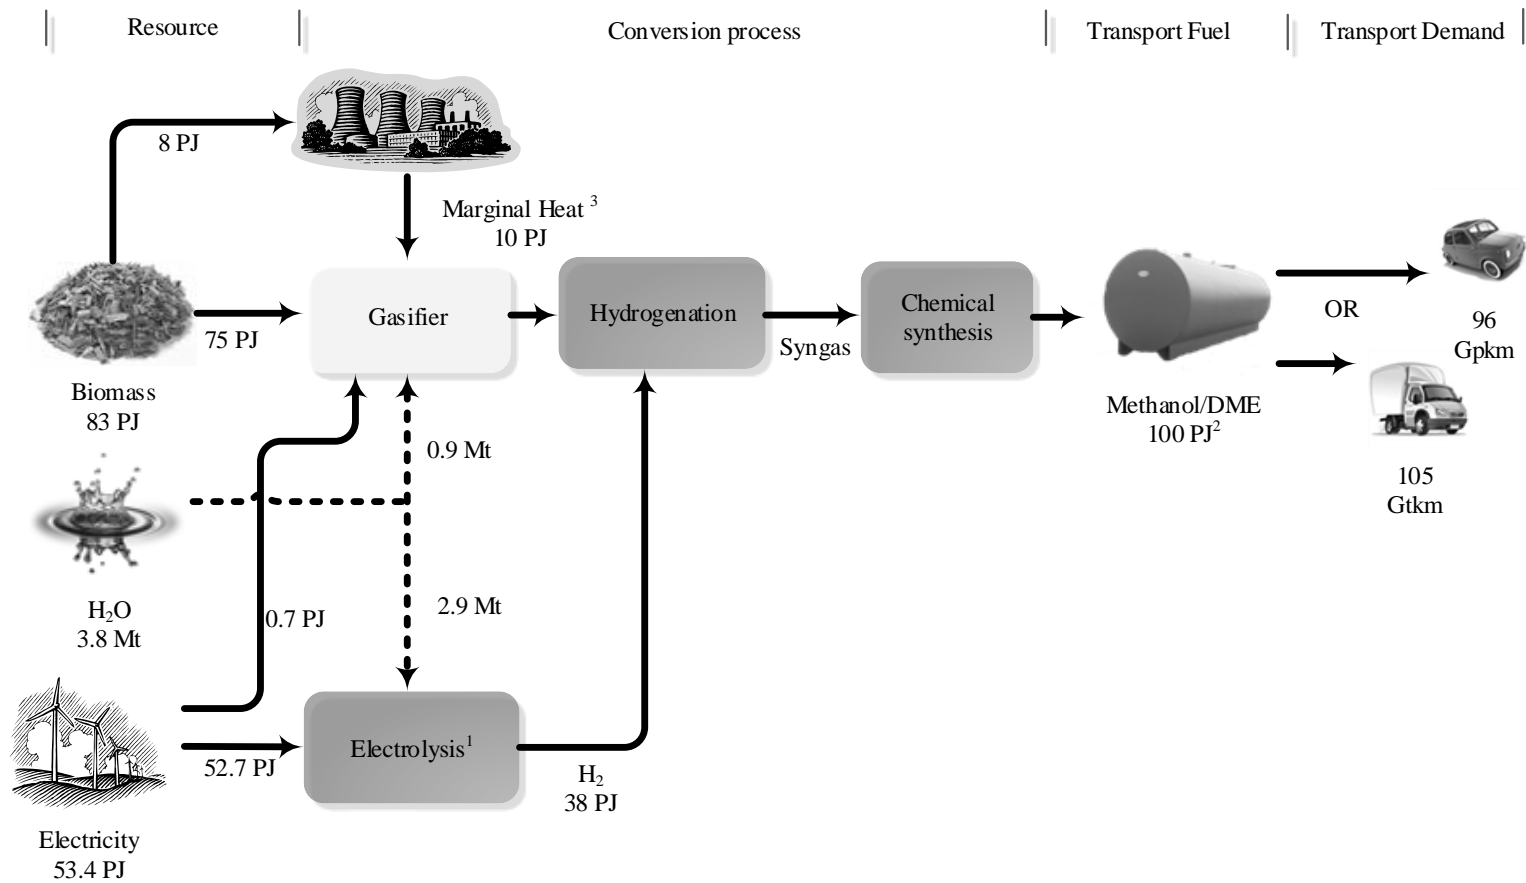 Resource
Conversion process
Transport Fuel
Transport Demand
8 PJ
Marginal Heat 3
10 PJ
75 PJ
Gasifier
Hydrogenation
Syngas
Chemical
synthesis
OR
96
Gpkm
Biomass
83 PJ
Methanol/DME
100 PJ2
0.9 Mt
105
Gtkm
H2O
3.8 Mt
0.7 PJ
2.9 Mt
52.7 PJ
Electrolysis1
H2
38 PJ
Electricity
53.4 PJ